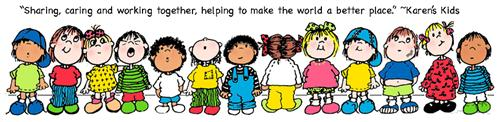 “Sharing, caring and working together, helping to make the world a better place.” ~Karen's Kids